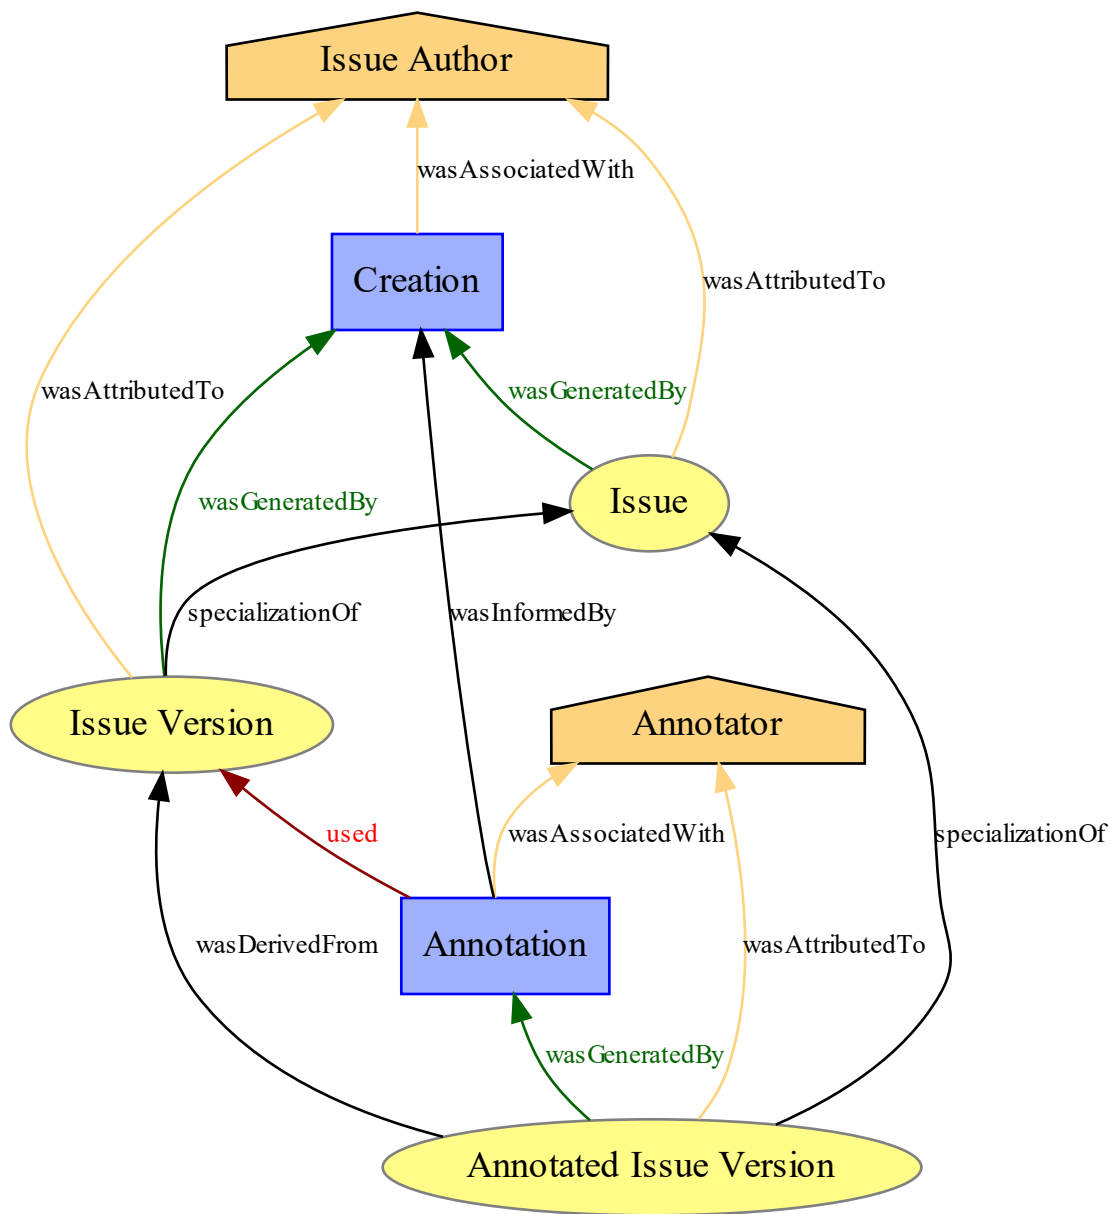 Issue Author
wasAssociatedWith
Creation
wasAttributedTo
wasAttributedTo
wasGeneratedBy
wasGeneratedBy
Issue
specializationOf
wasInformedBy
Issue Version
Annotator
used
wasAssociatedWith
specializationOf
wasDerivedFrom
Annotation
wasAttributedTo
wasGeneratedBy
Annotated Issue Version